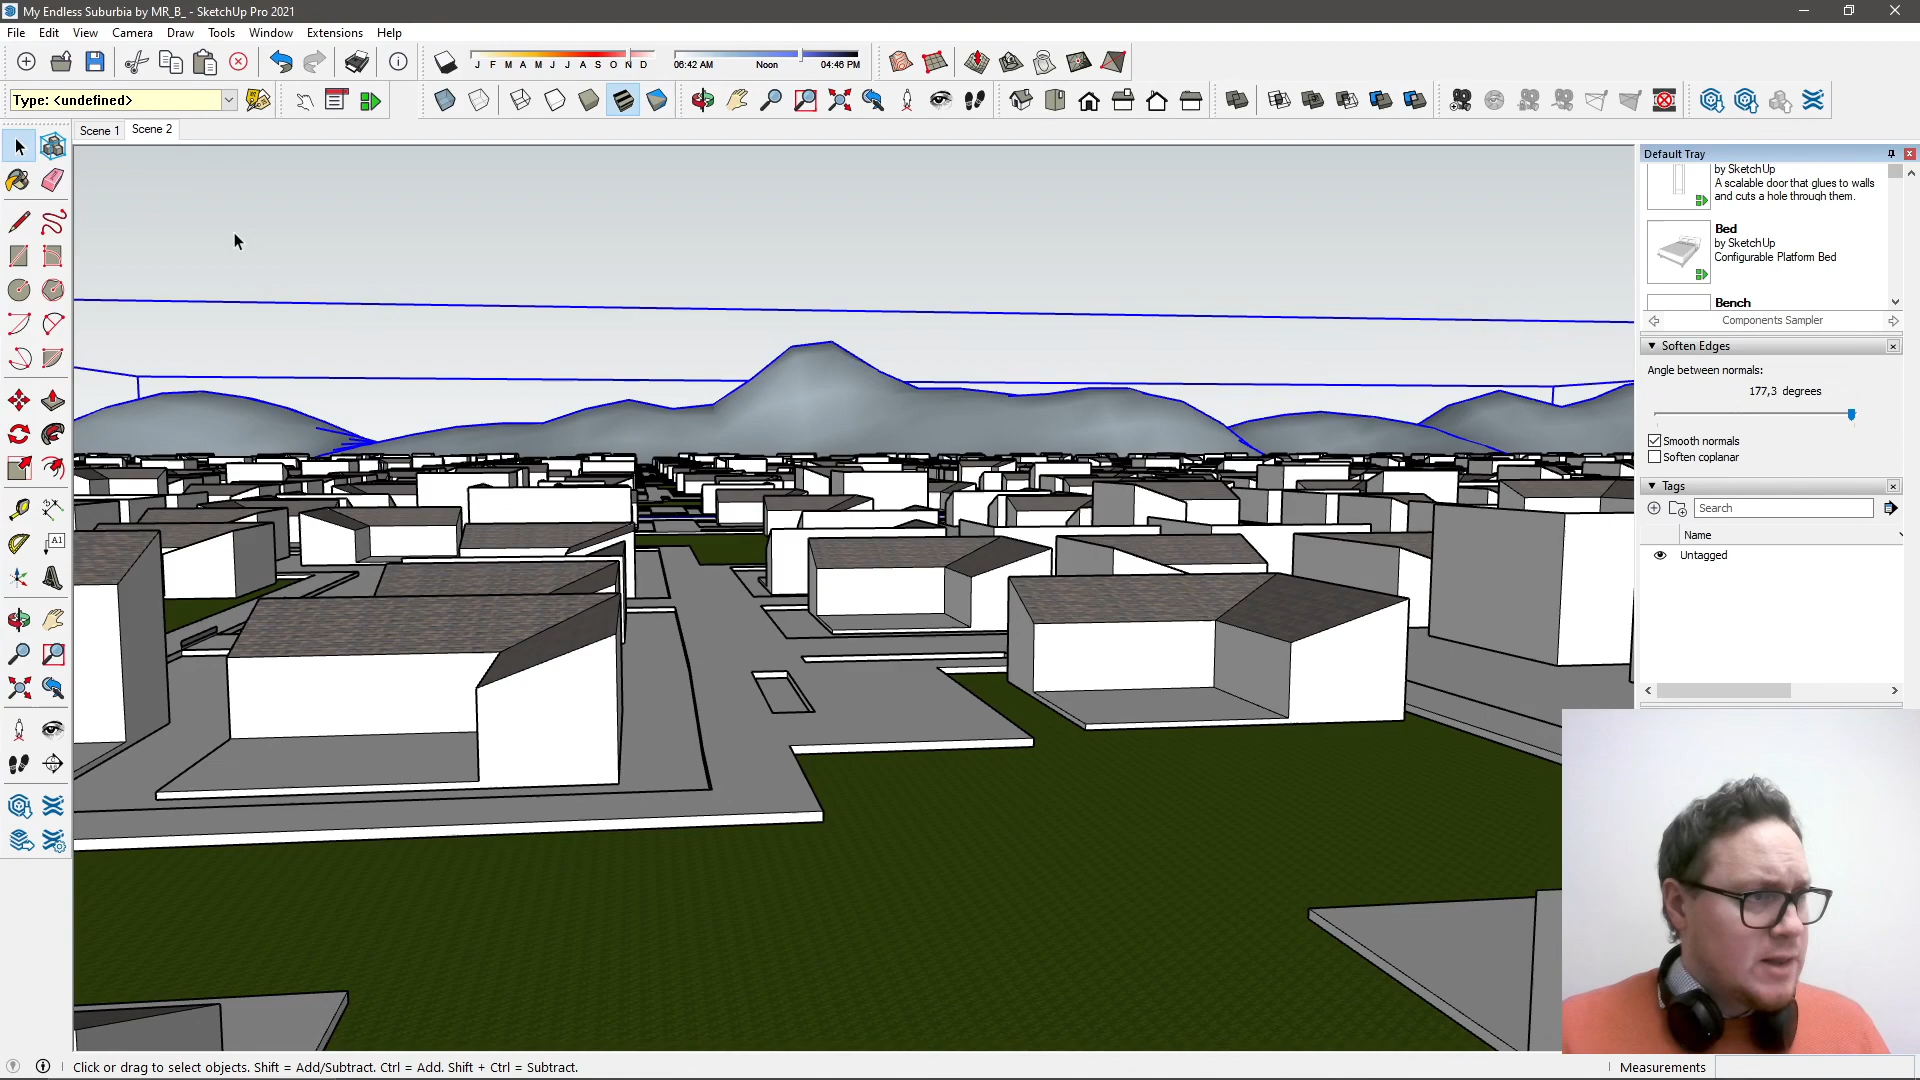 My Endless Suburbia by MR_B_ - SketchUp Pro 2021
File Edit View Camera Draw Tools Window Extensions Help
J F M A M J J A S O N D
06:42 AM Noon 04:46 PM
Type: <undefined>
Scene 1 Scene 2
Default Tray
by SketchUp
A scalable door that glues to walls
and cuts a hole through them.
Bed
by SketchUp
Configurable Platform Bed
Bench
Components Sampler
Soften Edges
Angle between normals:
177,3 degrees
Smooth normals
Soften coplanar
Tags
Search
Name
Untagged
A1
Click or drag to select objects. Shift = Add/Subtract. Ctrl = Add. Shift + Ctrl = Subtract.
Measurements